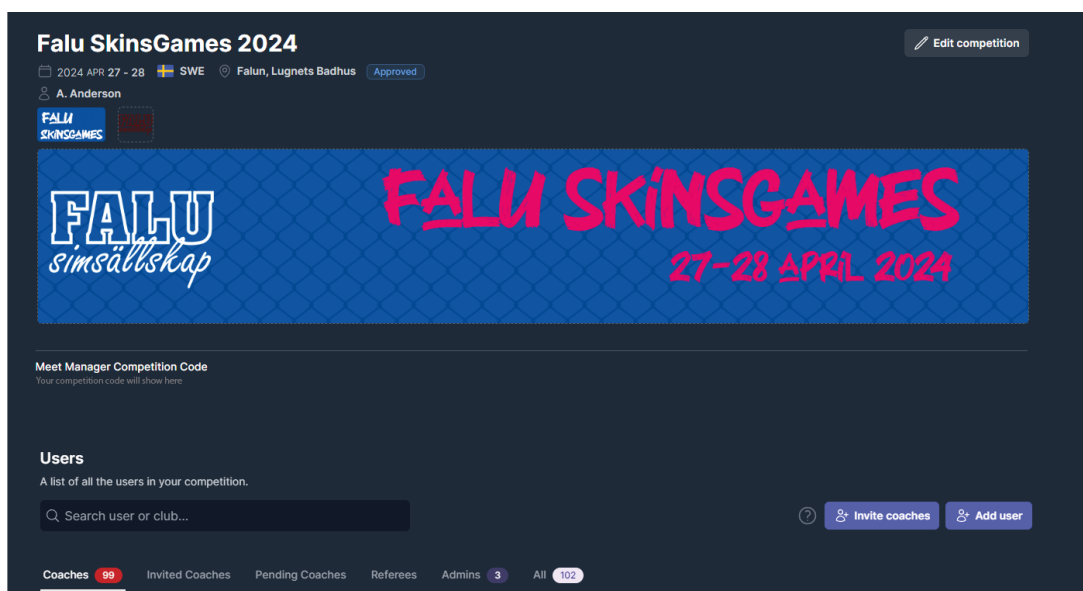 Falu SkinsGames 2024
Edit competition
2024 APR 27 - 28 SWE Falun, Lugnets Badhus Approved
A. Anderson
FALU
SKiNSGAMES
FALU
simsällskap
FALU SKiNSGAMES
27-28 APRiL 2024
Meet Manager Competition Code
Your competition code will show here
Users
A list of all the users in your competition.
Search user or club...
? Invite coaches Add user
Coaches 99 Invited Coaches Pending Coaches Referees Admins 3 All 102